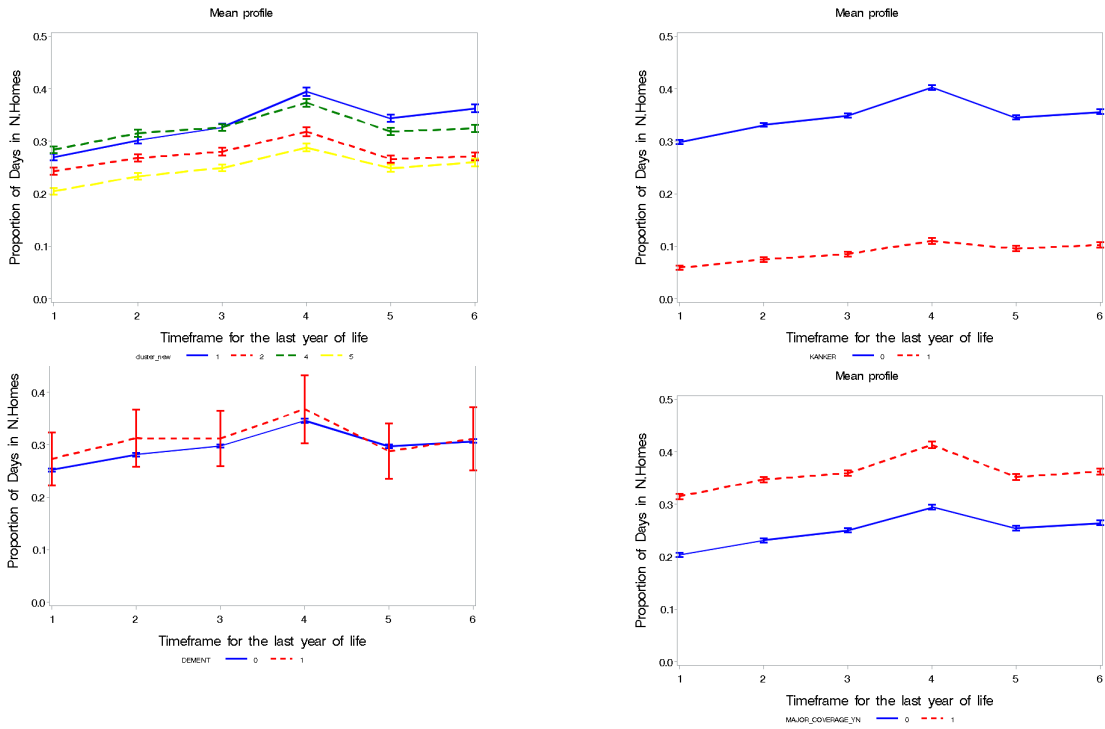 Mean profile
0.5
0.4
0.3
0.2
0.1
0.0
Proportion of Days in N.Homes
1 2 3 4 5 6
Timeframe for the last year of life
cluster_new 1 2 4 5
Mean profile
0.5
0.4
0.3
0.2
0.1
0.0
Proportion of Days in N.Homes
1 2 3 4 5 6
Timeframe for the last year of life
KANKER 0 1
0.4
0.3
0.2
0.1
0.0
Proportion of Days in N.Homes
1 2 3 4 5 6
Timeframe for the last year of life
DEMENT 0 1
Mean profile
0.5
0.4
0.3
0.2
0.1
0.0
Proportion of Days in N.Homes
1 2 3 4 5 6
Timeframe for the last year of life
MAJOR_COVERAGE_YN 0 1